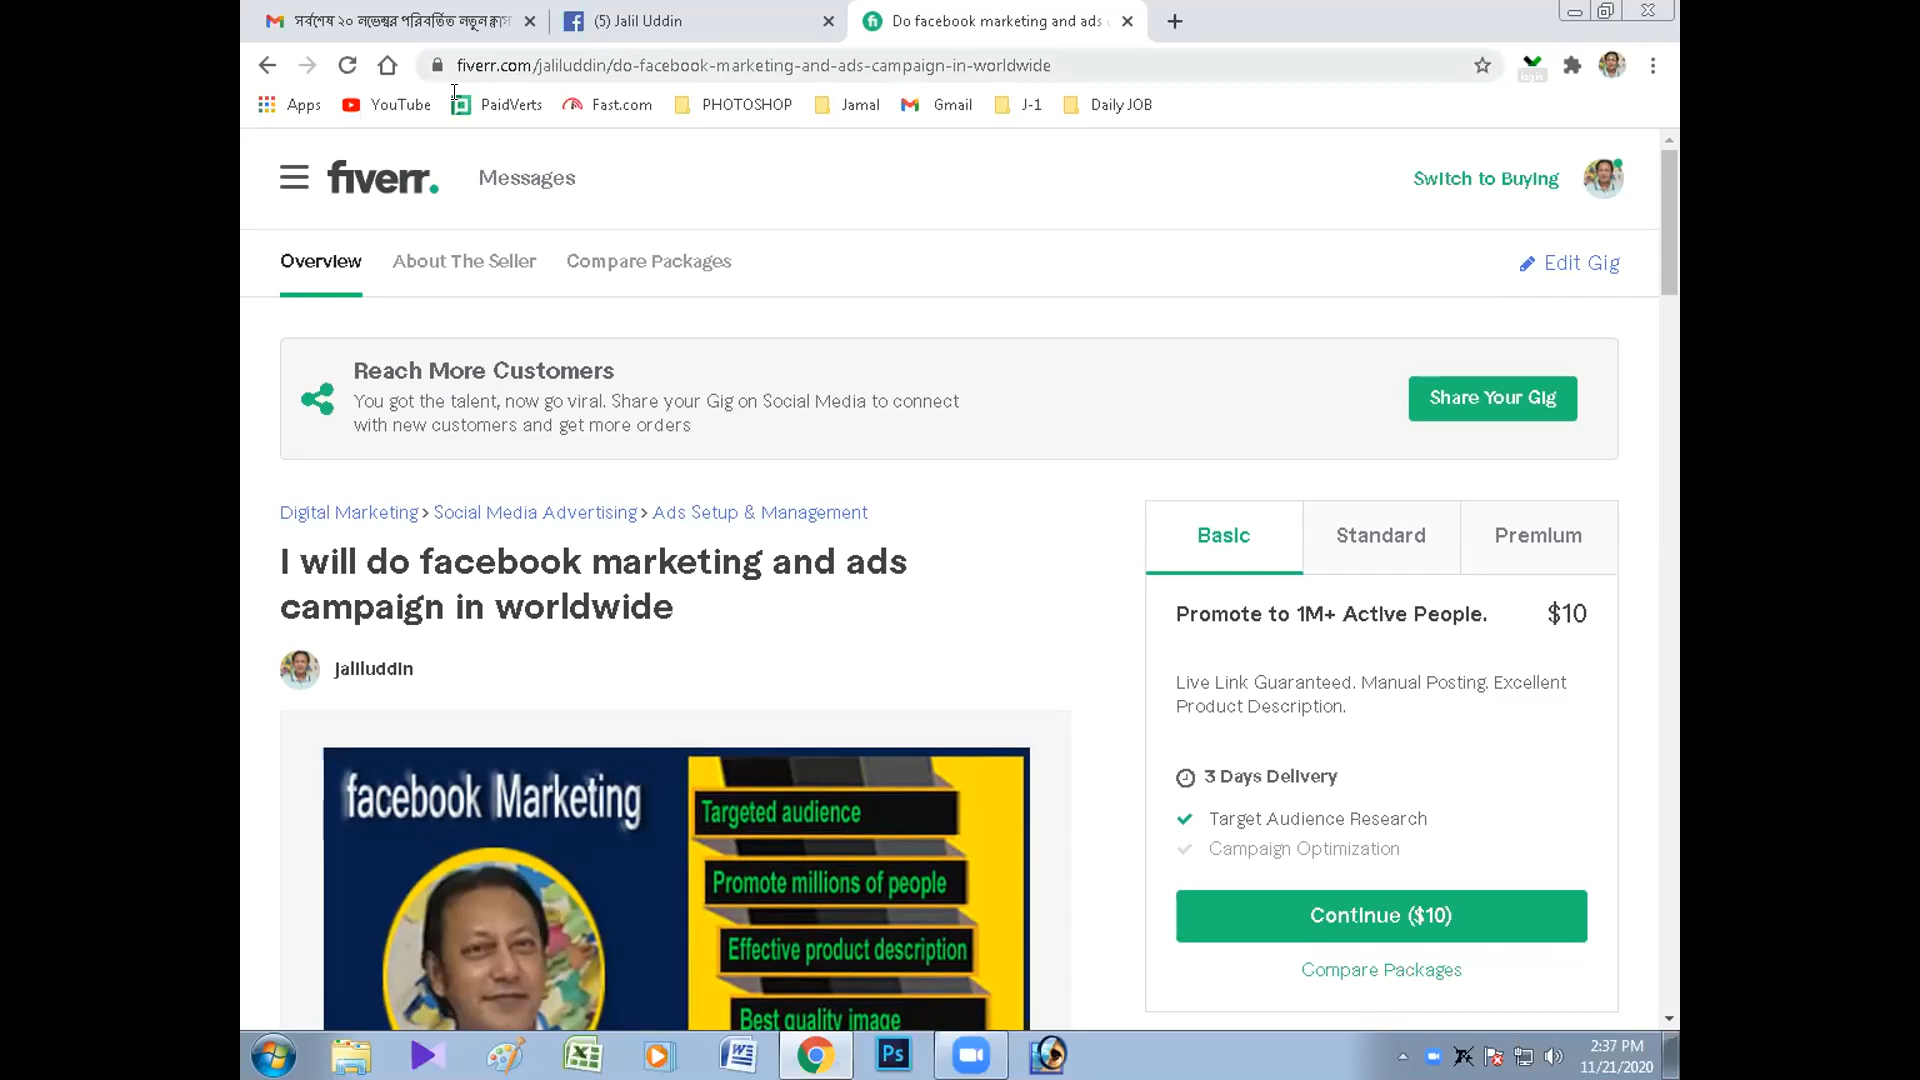 সর্বশেষ ২০ নভেম্বর পরিবর্তিত নতুন ক্লাস
(5) Jalil Uddin
Do facebook marketing and ads
fiverr.com/jaliluddin/do-facebook-marketing-and-ads-campaign-in-worldwide
login
Apps
YouTube
PaidVerts
Fast.com
PHOTOSHOP
Jamal
Gmail
J-1
Daily JOB
fiverr.
Messages
Switch to Buying
Overview
About The Seller
Compare Packages
Edit Gig
Reach More Customers
You got the talent, now go viral. Share your Gig on Social Media to connect
with new customers and get more orders
Share Your Gig
Digital Marketing > Social Media Advertising > Ads Setup & Management
I will do facebook marketing and ads
campaign in worldwide
jaliluddin
facebook Marketing
Targeted audience
Promote millions of people
Effective product description
Best quality image
Basic
Standard
Premium
Promote to 1M+ Active People.
$10
Live Link Guaranteed. Manual Posting. Excellent
Product Description.
3 Days Delivery
Target Audience Research
Campaign Optimization
Continue ($10)
Compare Packages
Ps
2:37 PM
11/21/2020